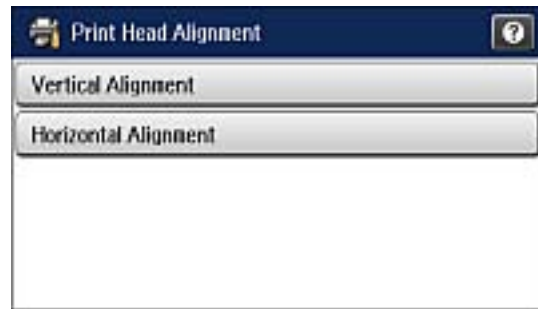 Print Head Alignment
?
Vertical Alignment
Horizontal Alignment